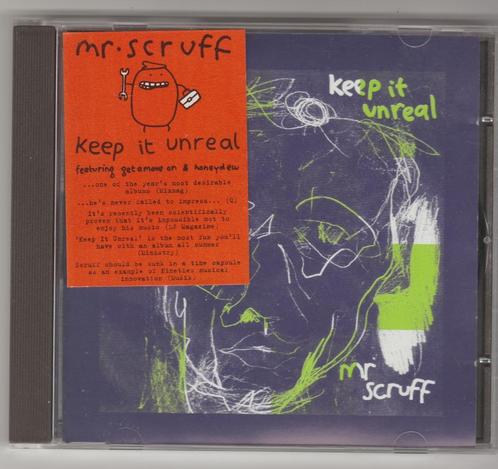 mr.scruff
keep it unreal
featuring get a move on & honeydew
...one of the year's most desirable
albums (Mixmag)
...he's never failed to impress... (Q)
It's recently been scientifically
proven that it's impossible not to
enjoy his music (DJ Magazine)
'Keep It Unreal' is the most fun you'll
have with an album all summer
(Ministry)
Scruff should be sunk in a time capsule
as an example of Nineties musical
innovation (Muzik)
keep it
unreal
mr
scruff